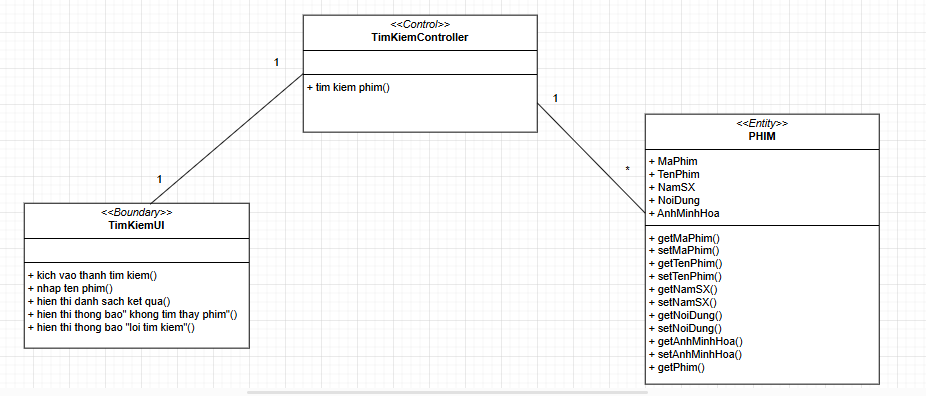 <<Control>>
TimKiemController
+ tim kiem phim()
1
1
1
*
<<Boundary>>
TimKiemUI
+ kich vao thanh tim kiem()
+ nhap ten phim()
+ hien thi danh sach ket qua()
+ hien thi thong bao" khong tim thay phim"()
+ hien thi thong bao "loi tim kiem"()
<<Entity>>
PHIM
+ MaPhim
+ TenPhim
+ NamSX
+ NoiDung
+ AnhMinhHoa
+ getMaPhim()
+ setMaPhim()
+ getTenPhim()
+ setTenPhim()
+ getNamSX()
+ setNamSX()
+ getNoiDung()
+ setNoiDung()
+ getAnhMinhHoa()
+ setAnhMinhHoa()
+ getPhim()